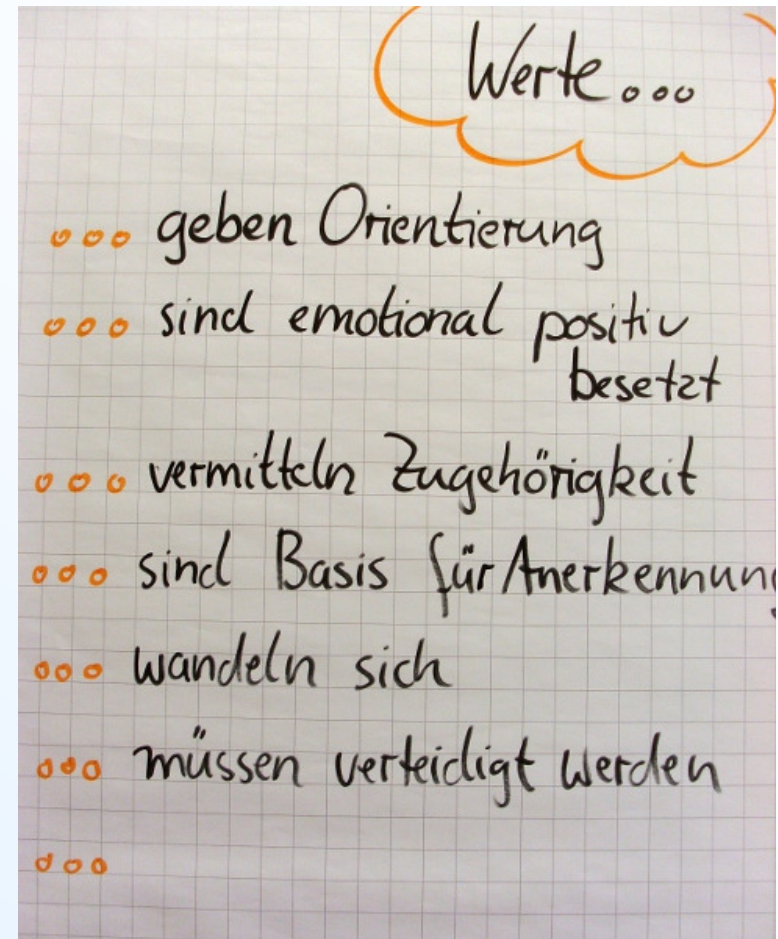 Werte...
... geben Orientierung
... sind emotional positiv
besetzt
... vermitteln Zugehörigkeit
... sind Basis für Anerkennung
... wandeln sich
... müssen verteidigt werden
...